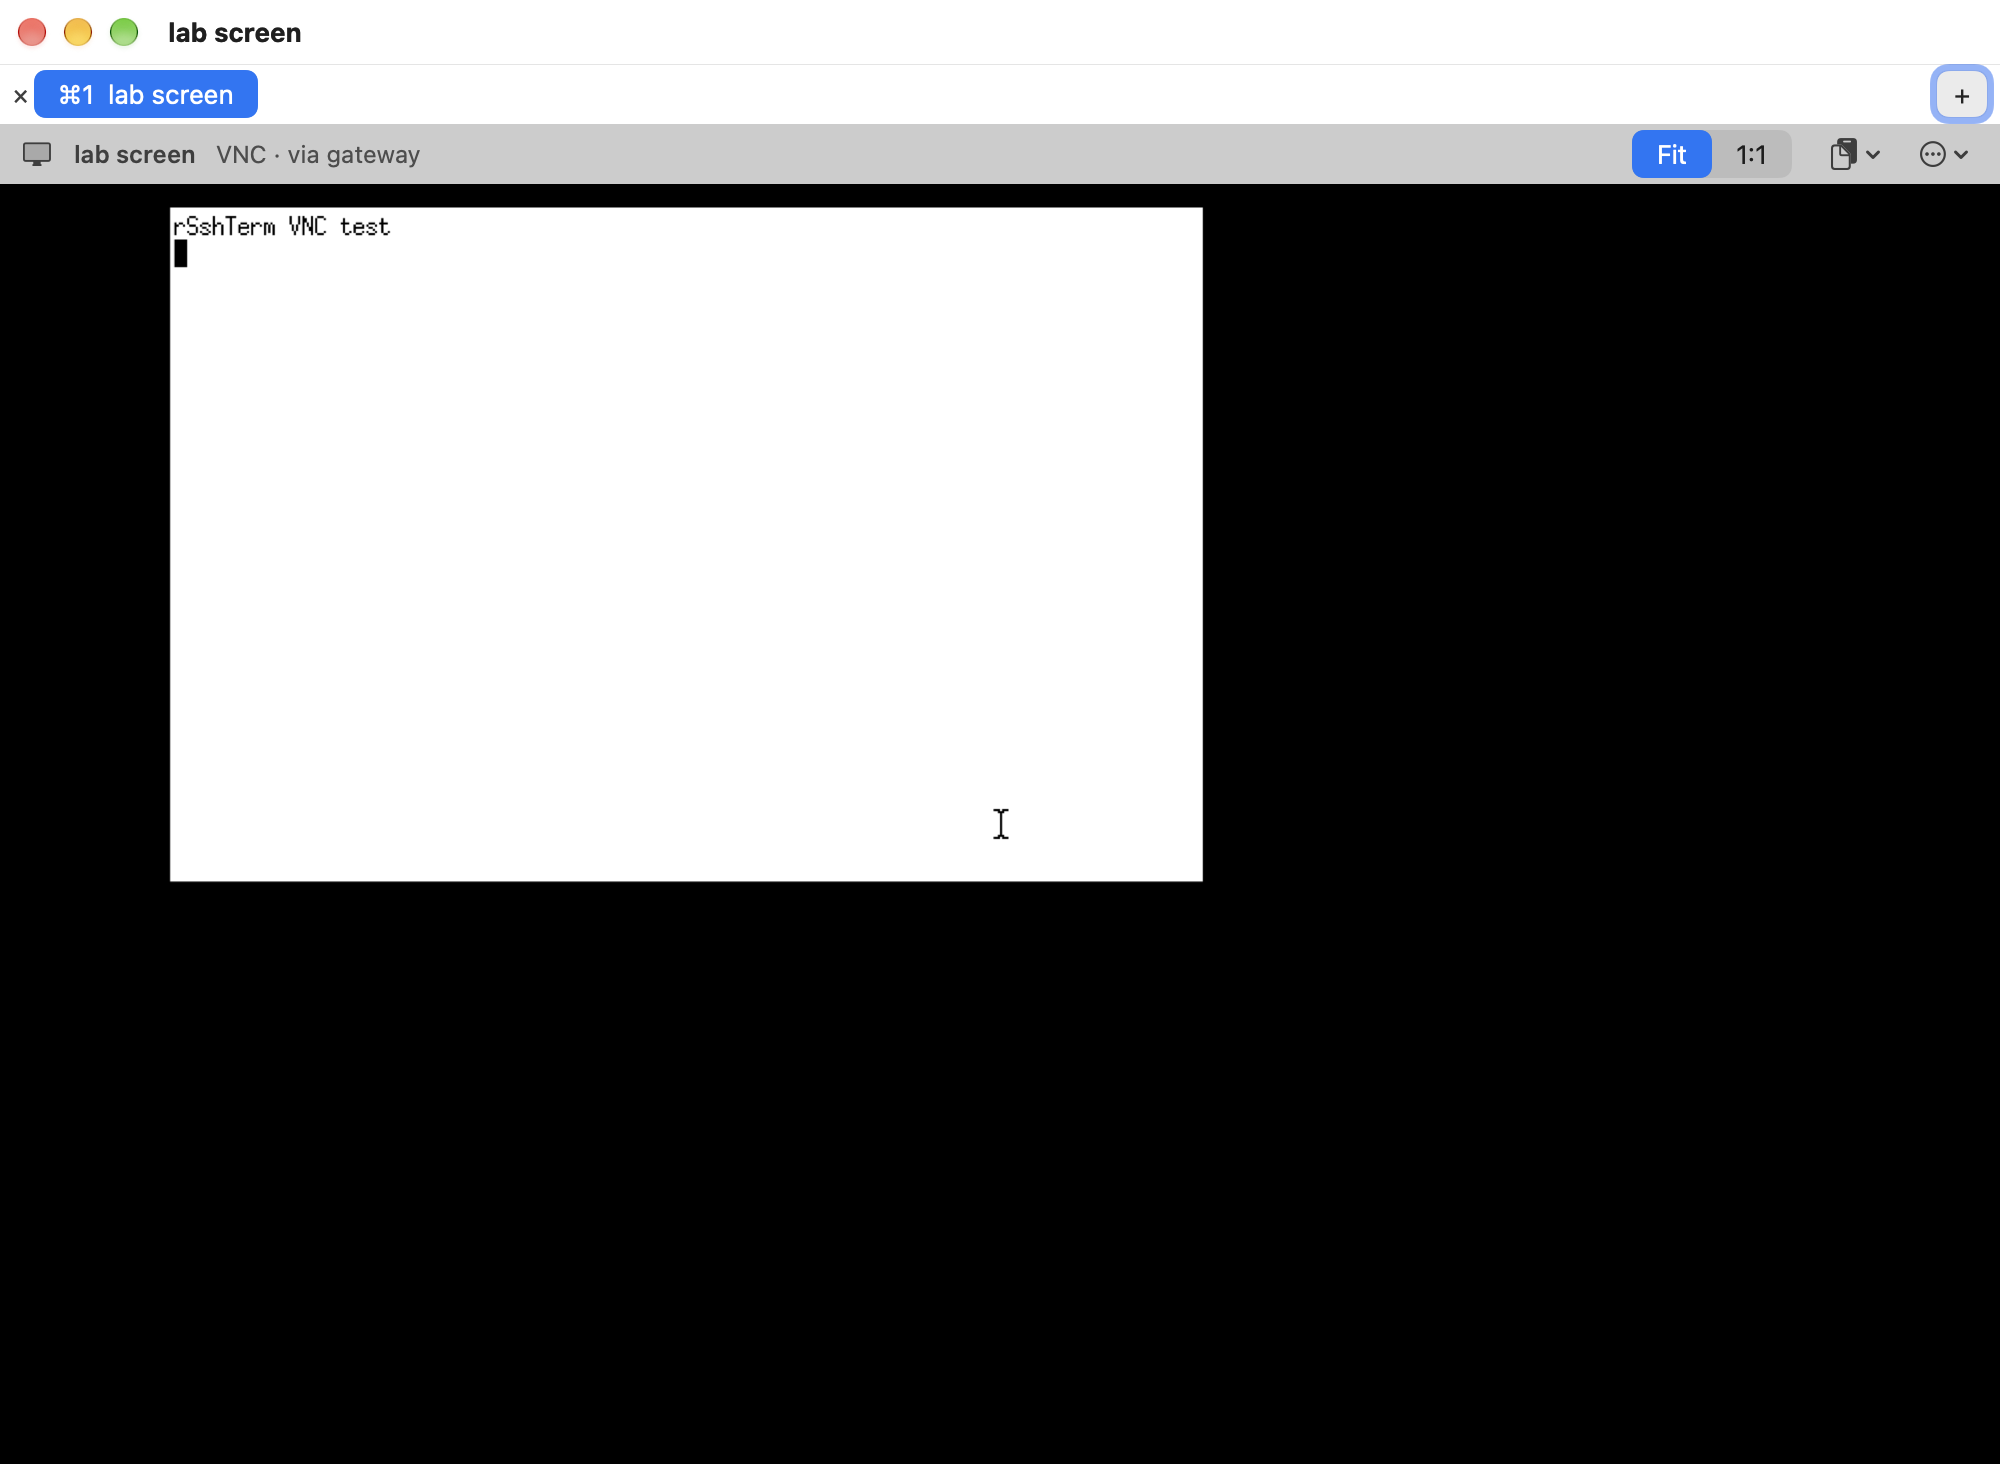 lab screen
× ⌘1 lab screen +
lab screen VNC · via gateway Fit 1:1
rSshTerm VNC test